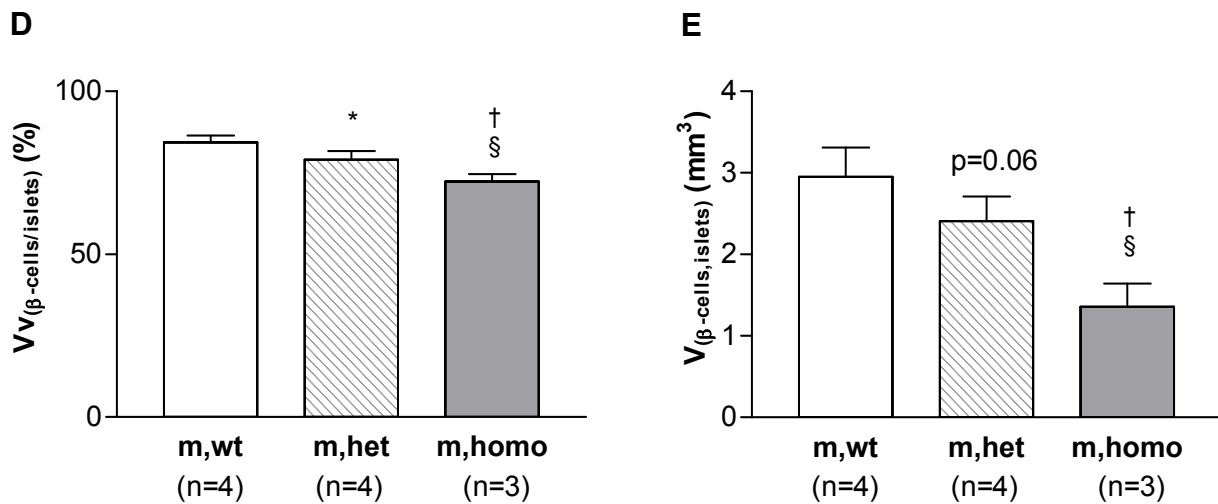 D
Vv(β-cells/islets) (%)
100
50
0
*
†
§
m,wt
m,het
m,homo
(n=4)
(n=4)
(n=3)
E
V(β-cells,islets) (mm³)
4
3
2
1
0
p=0.06
†
§
m,wt
m,het
m,homo
(n=4)
(n=4)
(n=3)